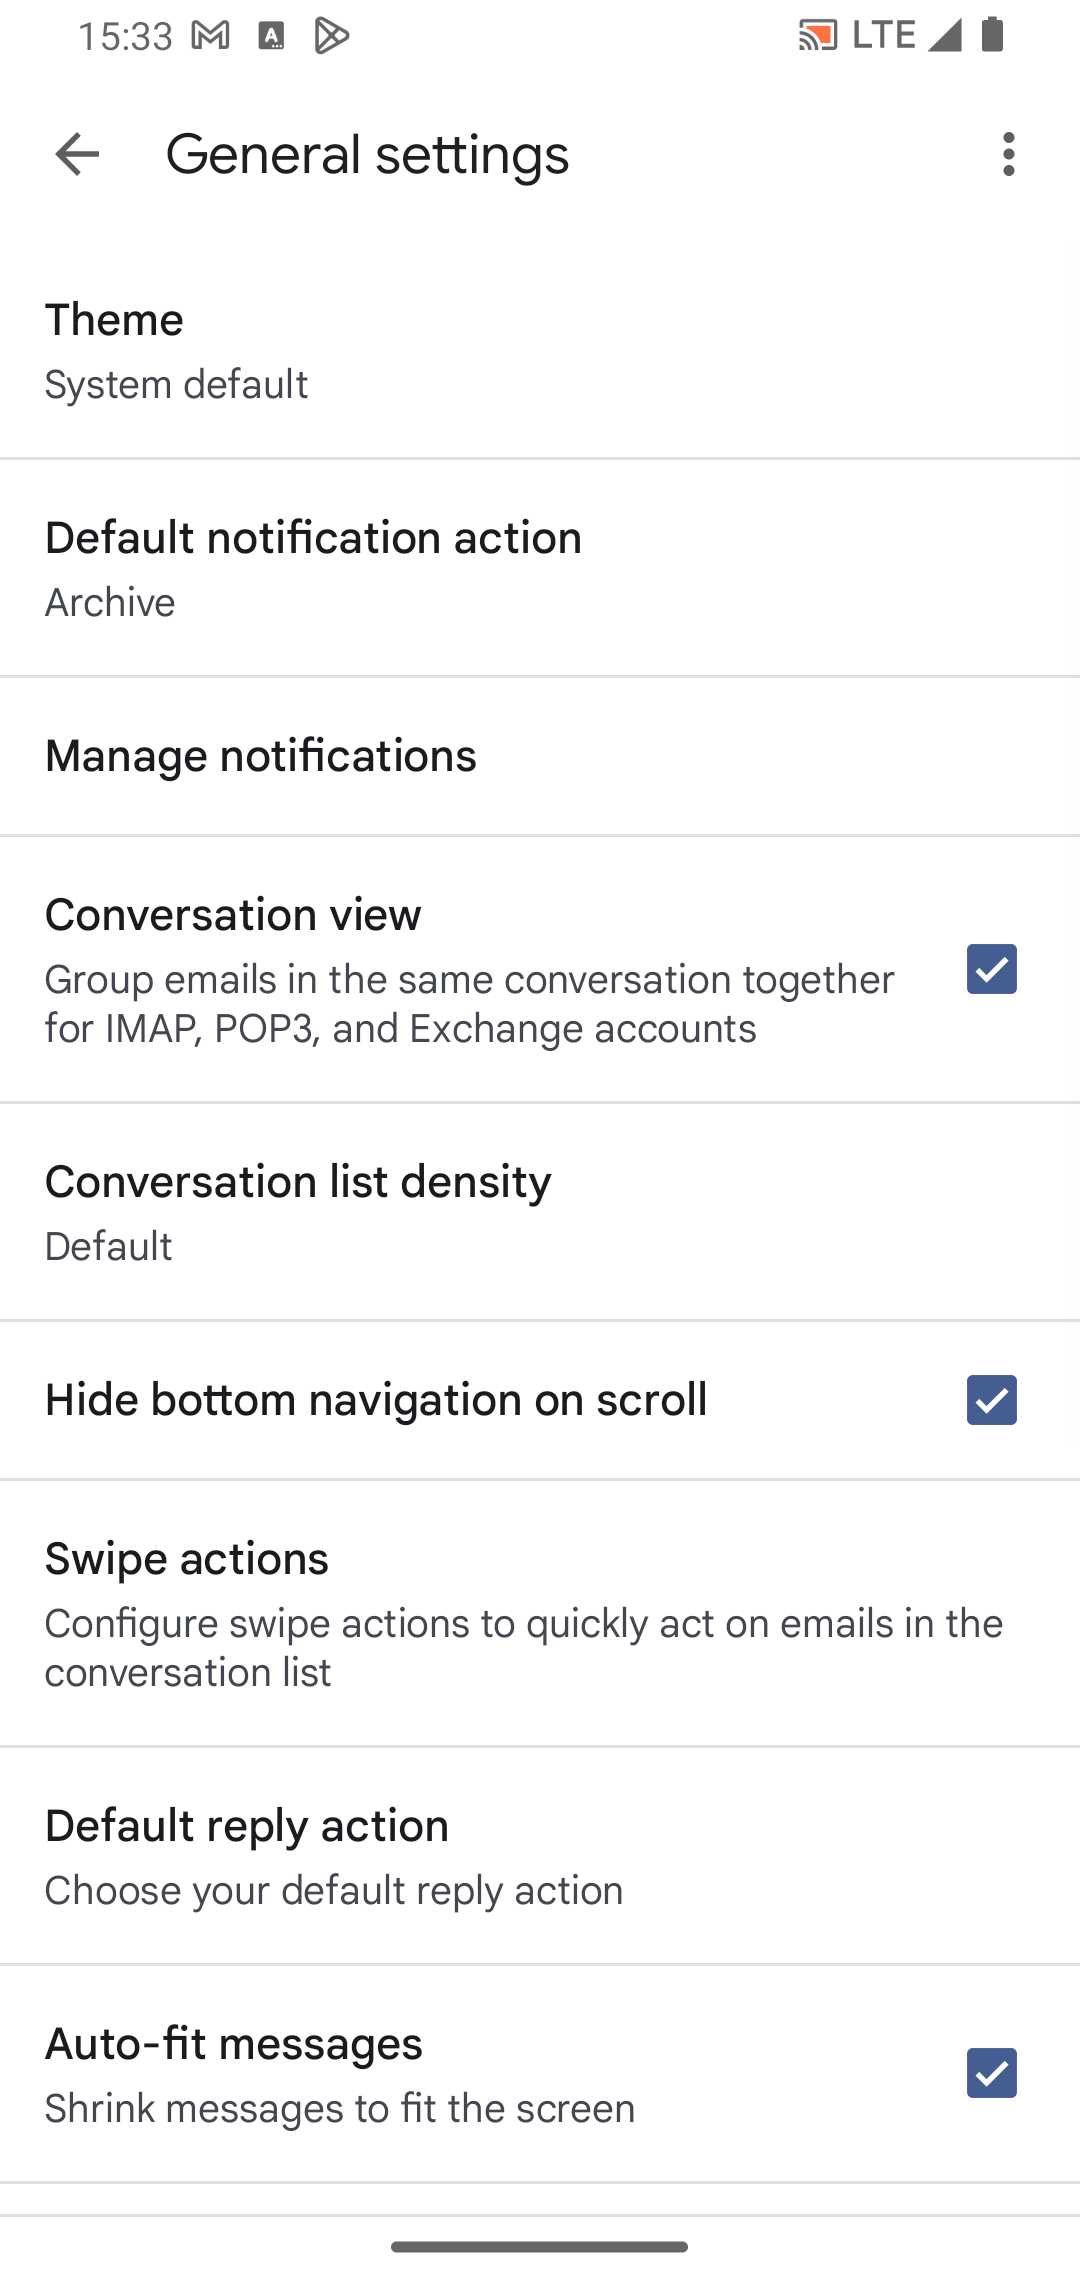 15:33
LTE
General settings
Theme
System default
Default notification action
Archive
Manage notifications
Conversation view
Group emails in the same conversation together
for IMAP, POP3, and Exchange accounts
Conversation list density
Default
Hide bottom navigation on scroll
Swipe actions
Configure swipe actions to quickly act on emails in the
conversation list
Default reply action
Choose your default reply action
Auto-fit messages
Shrink messages to fit the screen